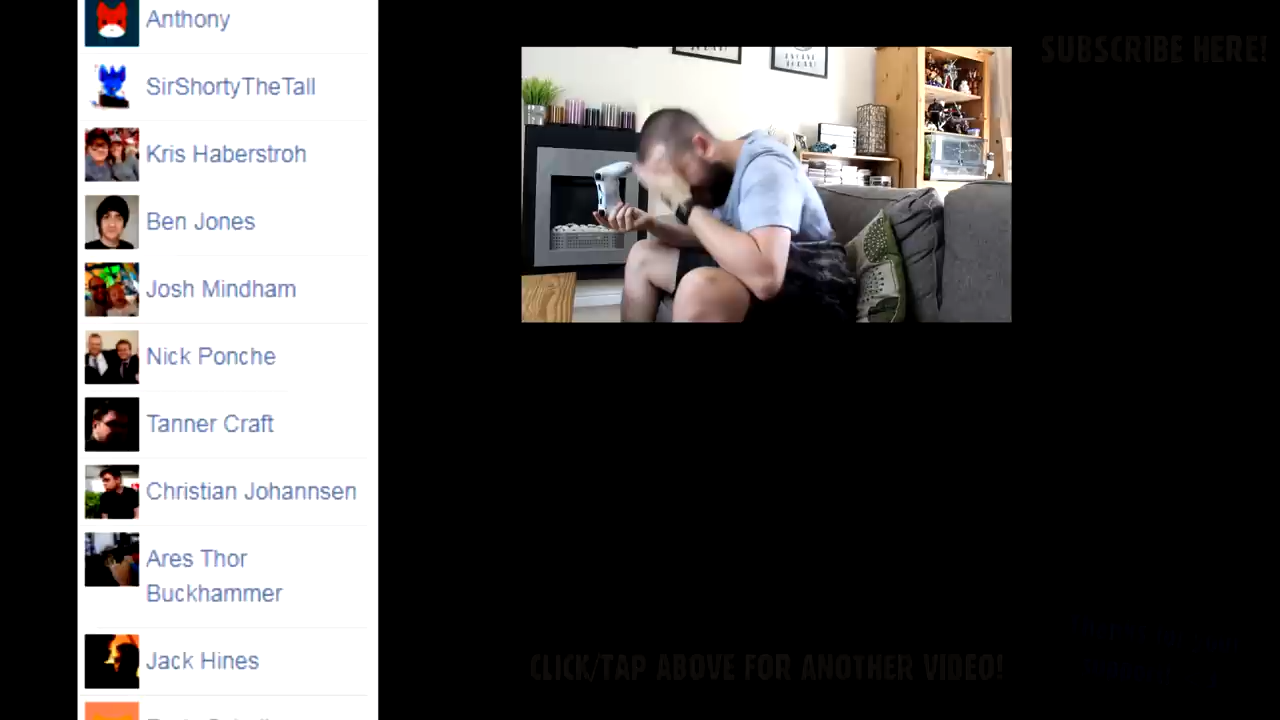 Anthony
SirShortyTheTall
Kris Haberstroh
Ben Jones
Josh Mindham
Nick Ponche
Tanner Craft
Christian Johannsen
Ares Thor
Buckhammer
Jack Hines
SUBSCRIBE HERE!
CLICK/TAP ABOVE FOR ANOTHER VIDEO!